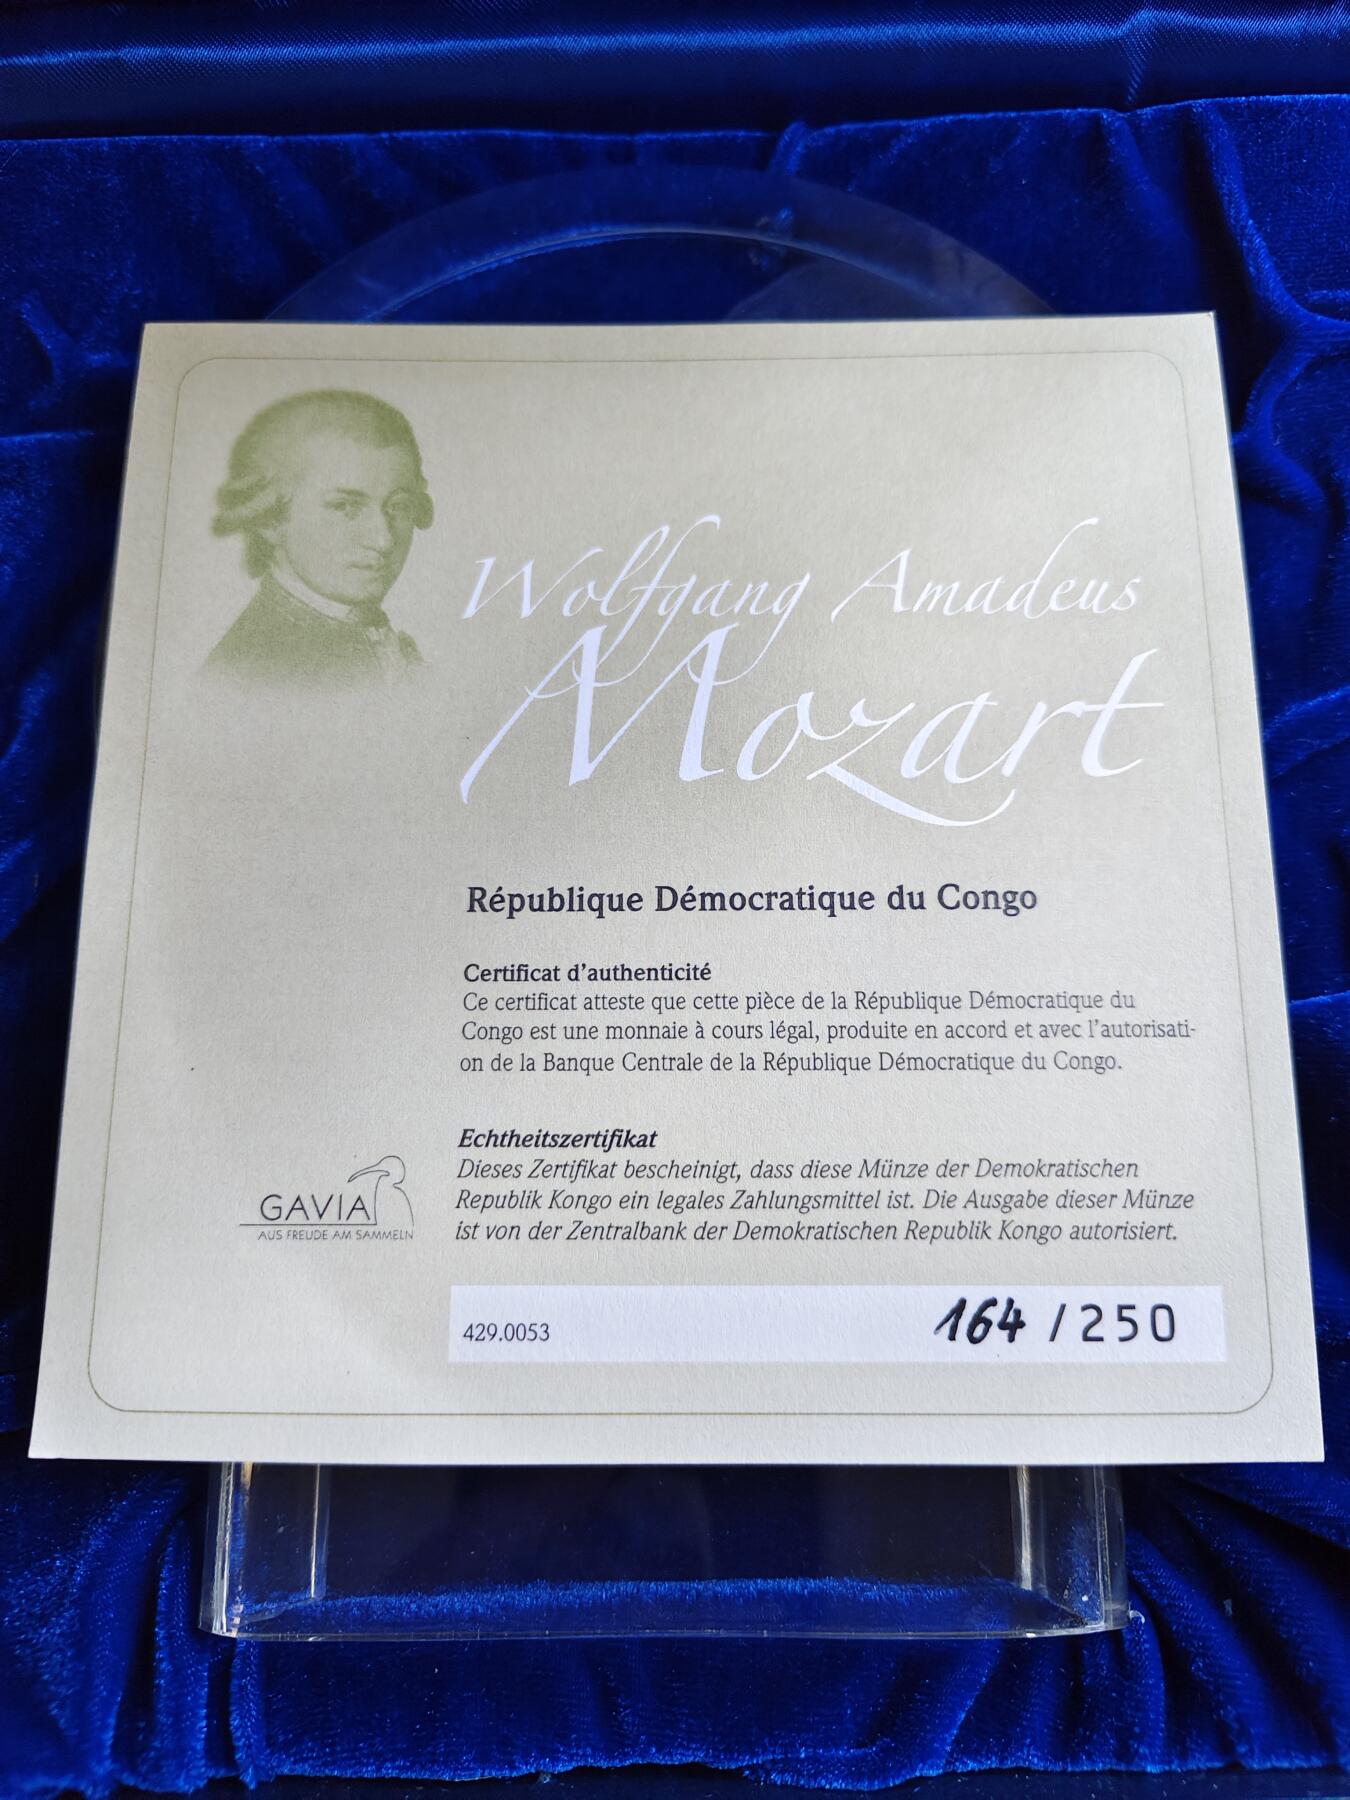 Wolfgang Amadeus
Mozart
République Démocratique du Congo
Certificat d'authenticité
Ce certificat atteste que cette pièce de la République Démocratique du
Congo est une monnaie à cours légal, produite en accord et avec l'autorisati-
on de la Banque Centrale de la République Démocratique du Congo.
Echtheitszertifikat
Dieses Zertifikat bescheinigt, dass diese Münze der Demokratischen
Republik Kongo ein legales Zahlungsmittel ist. Die Ausgabe dieser Münze
ist von der Zentralbank der Demokratischen Republik Kongo autorisiert.
GAVIA
AUS FREUDE AM SAMMELN
429.0053
164 / 250